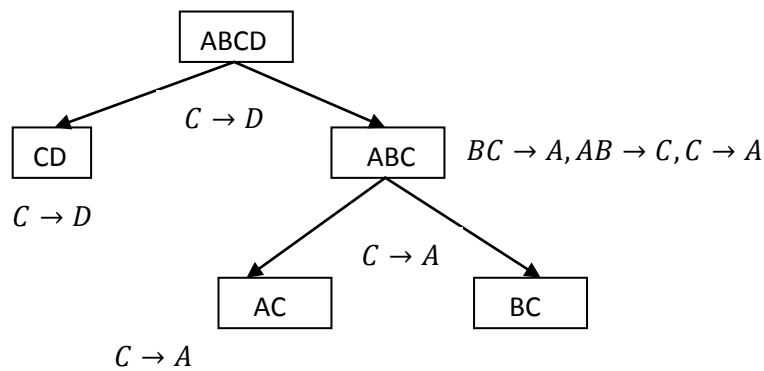 ABCD
C → D
CD
ABC
BC → A, AB → C, C → A
C → D
C → A
AC
BC
C → A